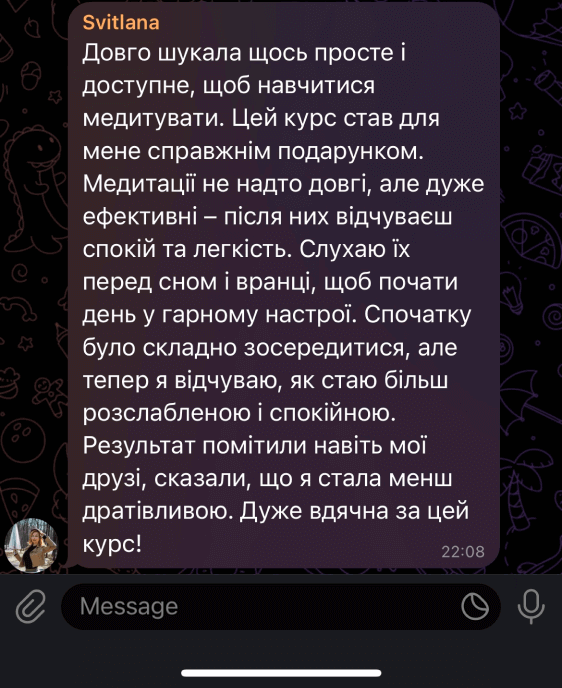 Svitlana
Довго шукала щось просте і
доступне, щоб навчитися
медитувати. Цей курс став для
мене справжнім подарунком.
Медитації не надто довгі, але дуже
ефективні – після них відчуваєш
спокій та легкість. Слухаю їх
перед сном і вранці, щоб почати
день у гарному настрої. Спочатку
було складно зосередитися, але
тепер я відчуваю, як стаю більш
розслабленою і спокійною.
Результат помітили навіть мої
друзі, сказали, що я стала менш
дратівливою. Дуже вдячна за цей
курс!
22:08
Message